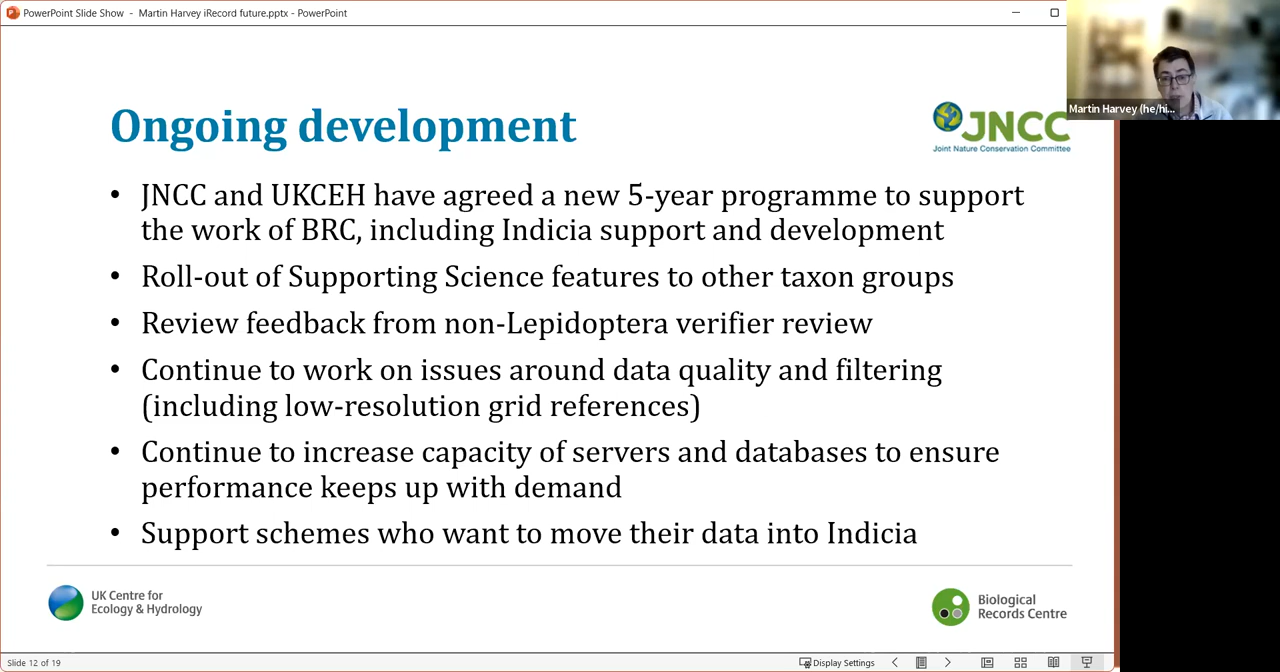 PowerPoint Slide Show - Martin Harvey iRecord future.pptx - PowerPoint
Martin Harvey (he/hi...
Ongoing development
JNCC
Joint Nature Conservation Committee
• JNCC and UKCEH have agreed a new 5-year programme to support
the work of BRC, including Indicia support and development
• Roll-out of Supporting Science features to other taxon groups
• Review feedback from non-Lepidoptera verifier review
• Continue to work on issues around data quality and filtering
(including low-resolution grid references)
• Continue to increase capacity of servers and databases to ensure
performance keeps up with demand
• Support schemes who want to move their data into Indicia
UK Centre for
Ecology & Hydrology
Biological
Records Centre
Slide 12 of 19
Display Settings